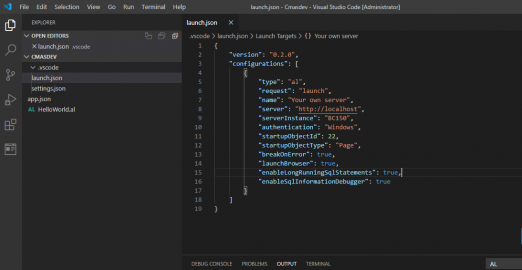 File Edit Selection View Go Run Terminal Help
launch.json - Cmasdev - Visual Studio Code [Administrator]
EXPLORER
OPEN EDITORS
launch.json .vscode
CMASDEV
.vscode
launch.json
settings.json
app.json
AL HelloWorld.al
launch.json
.vscode > launch.json > Launch Targets > {} Your own server
1 {
2 "version": "0.2.0",
3 "configurations": [
4 {
5 "type": "al",
6 "request": "launch",
7 "name": "Your own server",
8 "server": "http://localhost",
9 "serverInstance": "BC150",
10 "authentication": "Windows",
11 "startupObjectId": 22,
12 "startupObjectType": "Page",
13 "breakOnError": true,
14 "launchBrowser": true,
15 "enableLongRunningSqlStatements": true,
16 "enableSqlInformationDebugger": true
17 }
18 ]
19 }
DEBUG CONSOLE PROBLEMS OUTPUT TERMINAL
AL